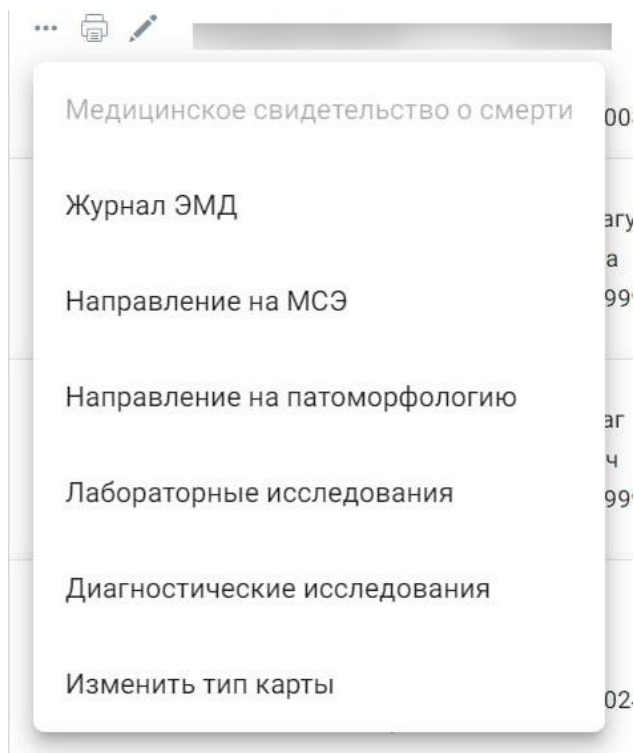 Медицинское свидетельство о смерти
Журнал ЭМД
Направление на МСЭ
Направление на патоморфологию
Лабораторные исследования
Диагностические исследования
Изменить тип карты